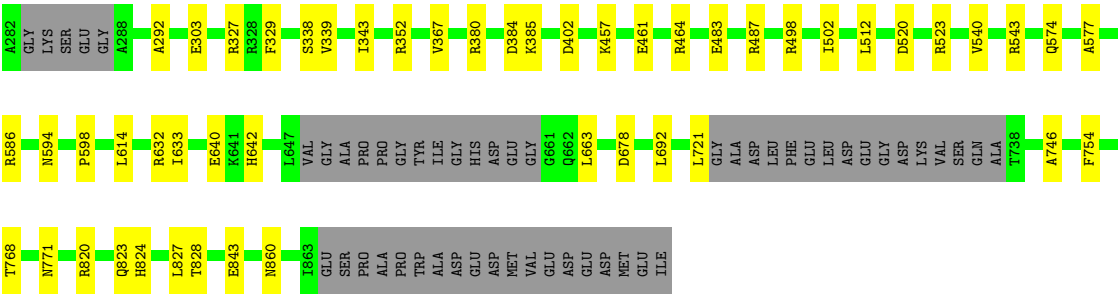 A282 GLY LYS SER GLU GLY A288 A292 E303 R327 R328 F329 S338 V339 I343 R352 V367 R380 D384 K385 D402 K457 E461 R464 E483 R487 R498 I502 L512 D520 R523 V540 R543 Q574 A577
R586 N594 P598 L614 R632 I633 E640 K641 H642 L647 VAL GLY ALA PRO PRO GLY TYR ILE GLY HIS ASP GLU GLY G661 Q662 L663 D678 L692 L721 GLY ALA ASP LEU PHE GLU LEU ASP GLU GLY ASP LYS VAL SER GLN ALA T738 A746 F754
T768 N771 R820 Q823 H824 L827 T828 E843 N860 I863 GLU SER PRO ALA PRO TRP ALA ASP GLU ASP MET VAL GLU ASP GLU ASP MET GLU ILE